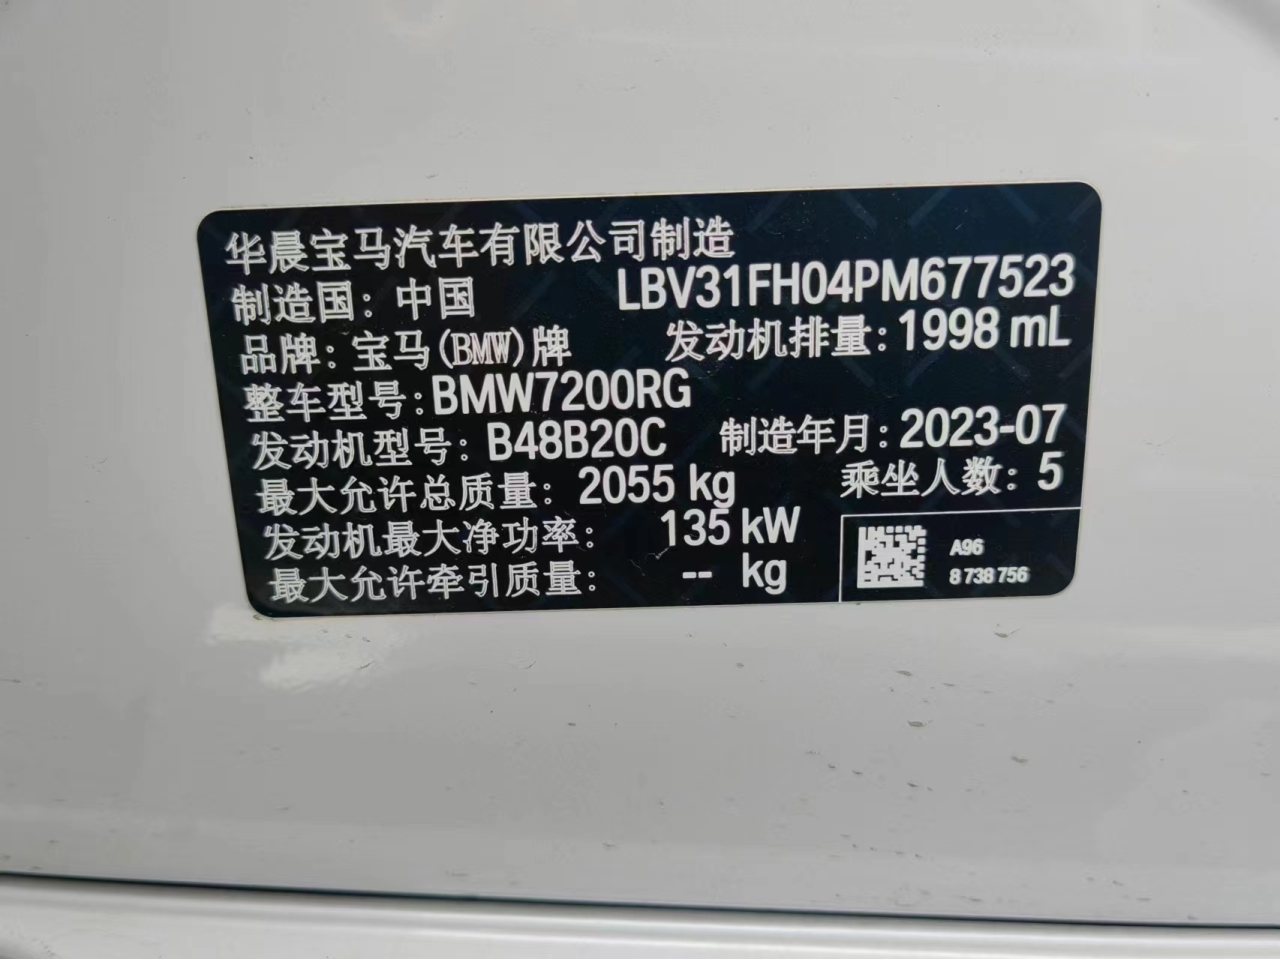 华晨宝马汽车有限公司制造
制造国：中国 LBV31FH04PM677523
品牌：宝马(BMW)牌 发动机排量：1998 mL
整车型号：BMW7200RG
发动机型号：B48B20C 制造年月：2023-07
最大允许总质量：2055 kg 乘坐人数：5
发动机最大净功率：135 kW
最大允许牵引质量：-- kg
A96
8 738 756